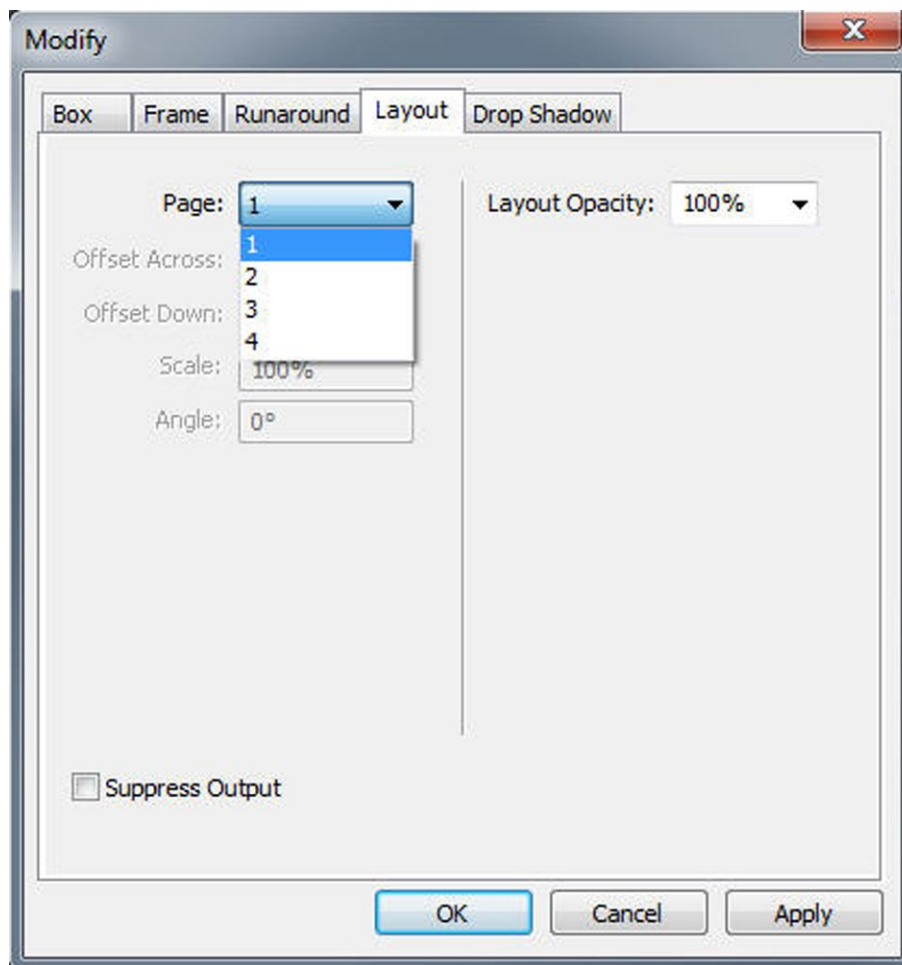 Modify
Box Frame Runaround Layout Drop Shadow
Page: 1
1
2
3
4
Offset Across:
Offset Down:
Scale: 100%
Angle: 0°
Layout Opacity: 100%
Suppress Output
OK Cancel Apply